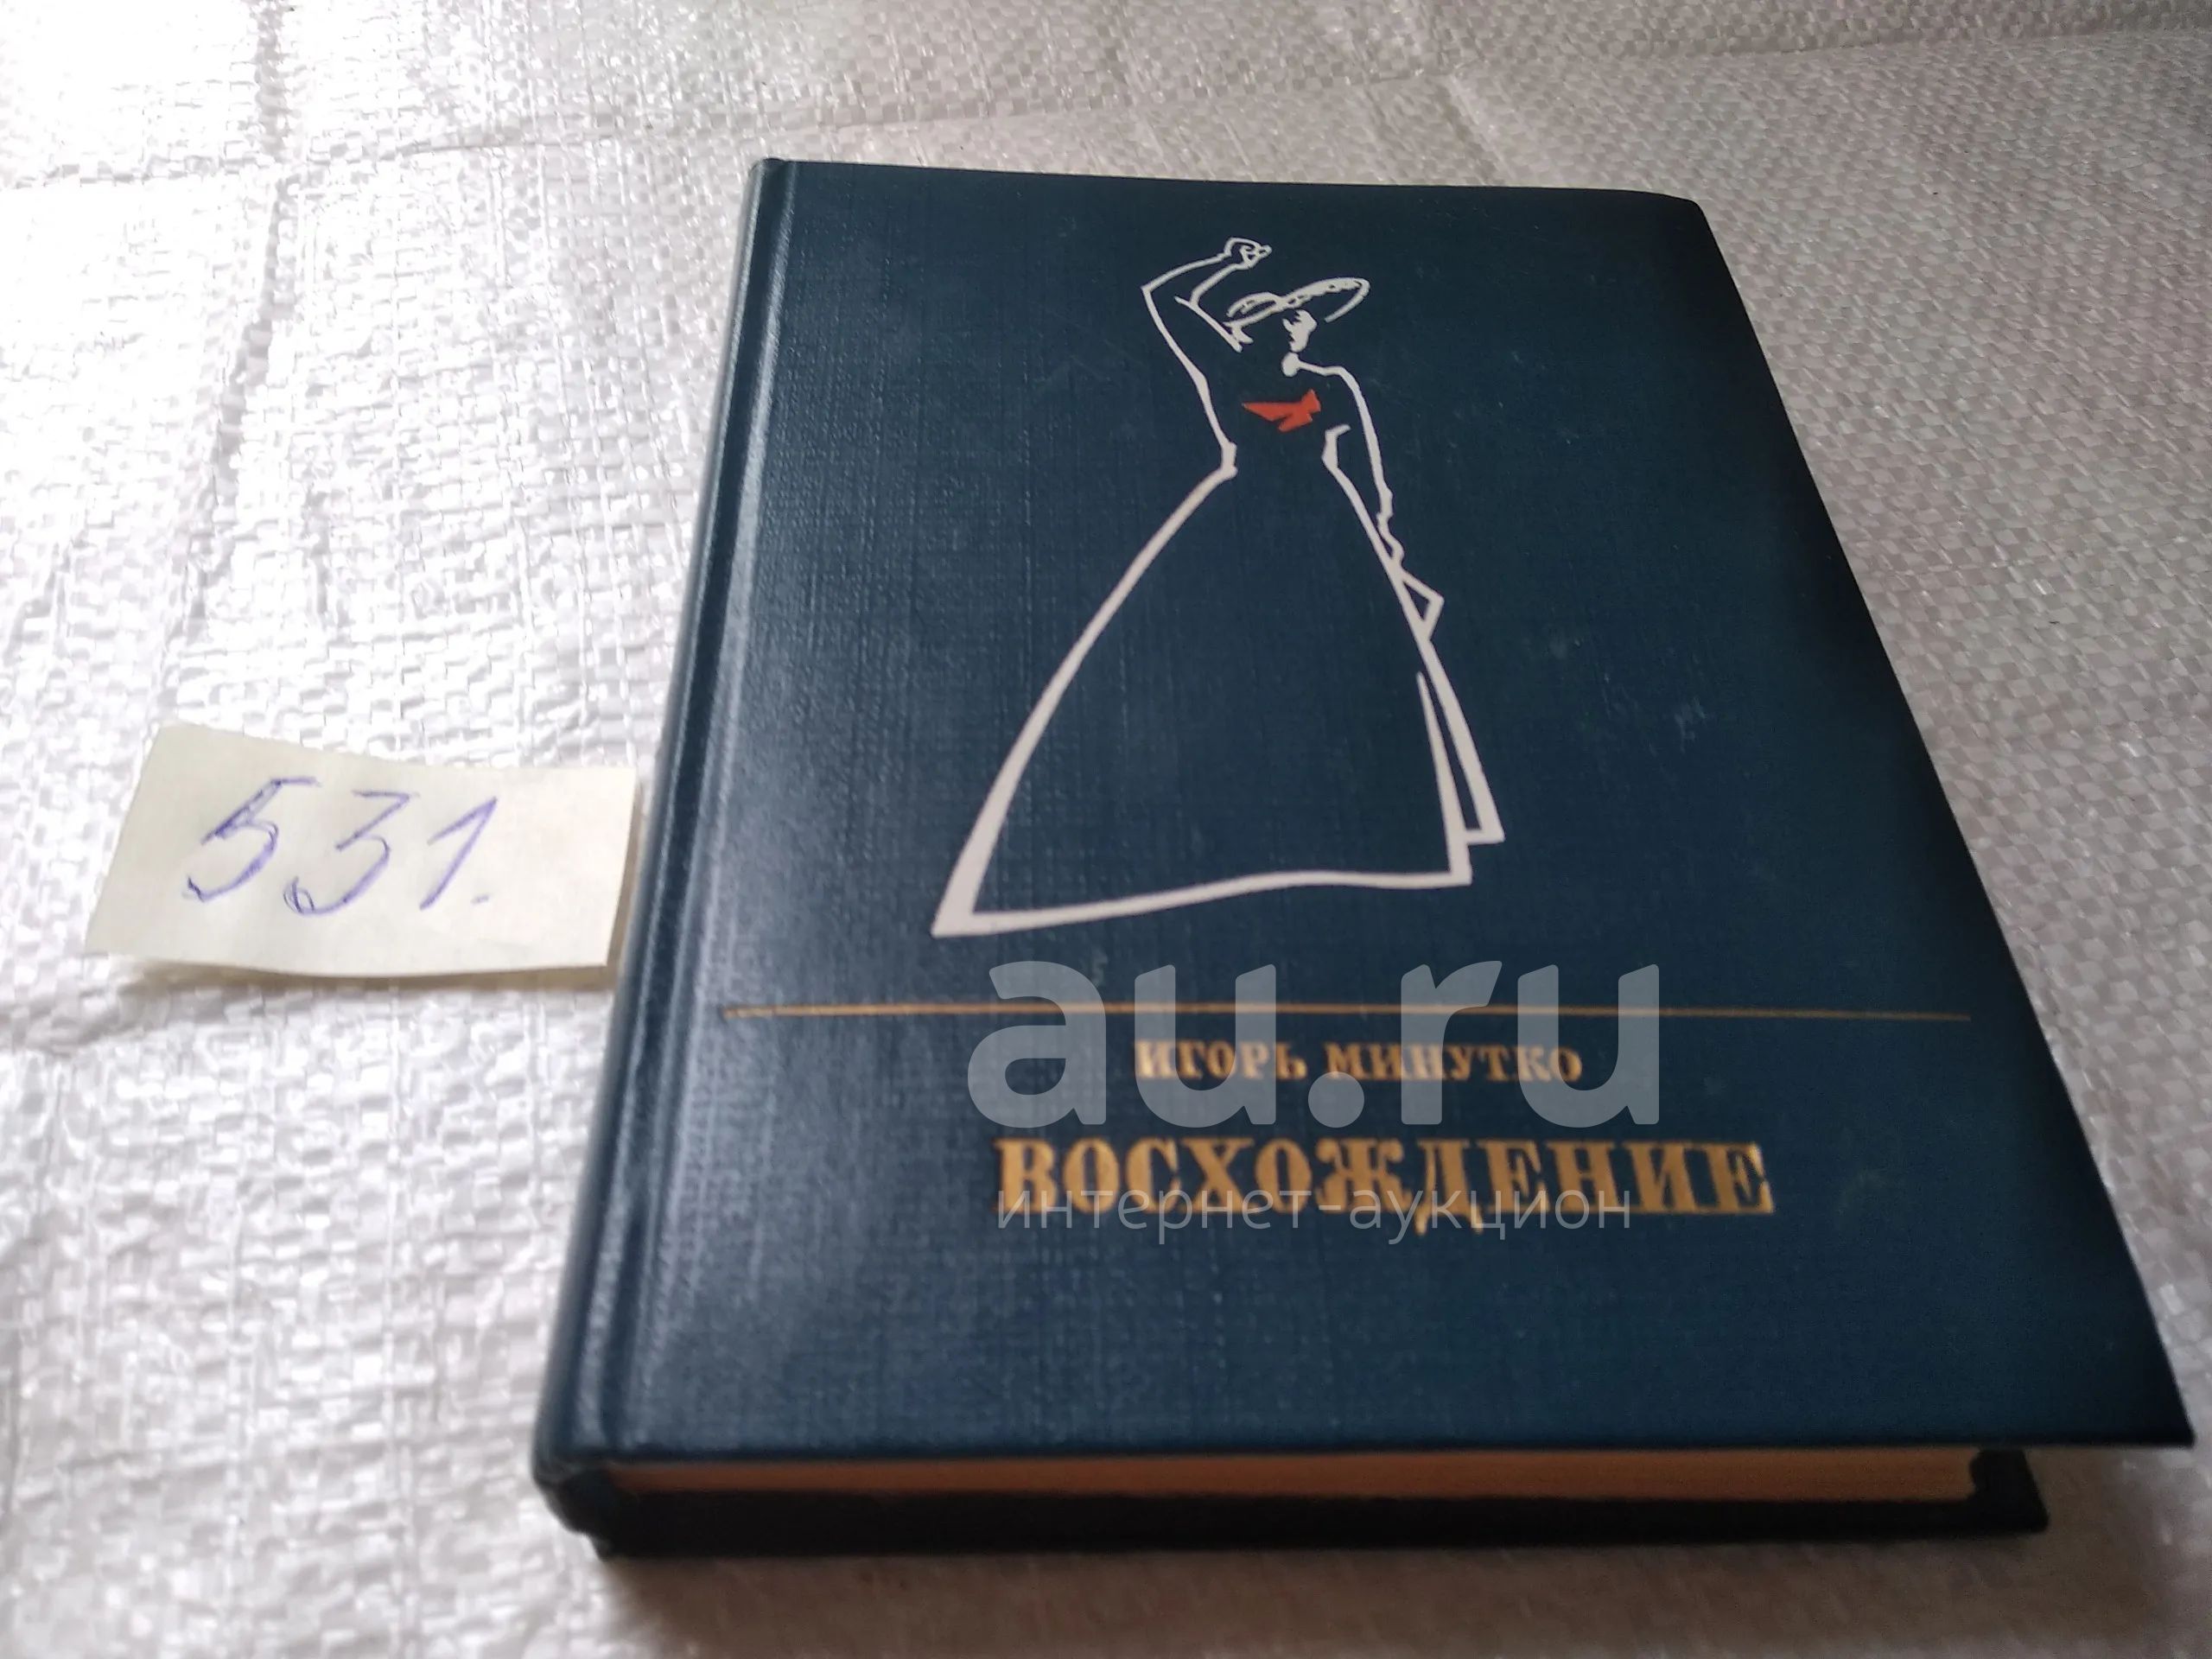 531.
au.ru
ИГОРЬ МИНУТКО
ВОСХОЖДЕНИЕ
интернет-аукцион